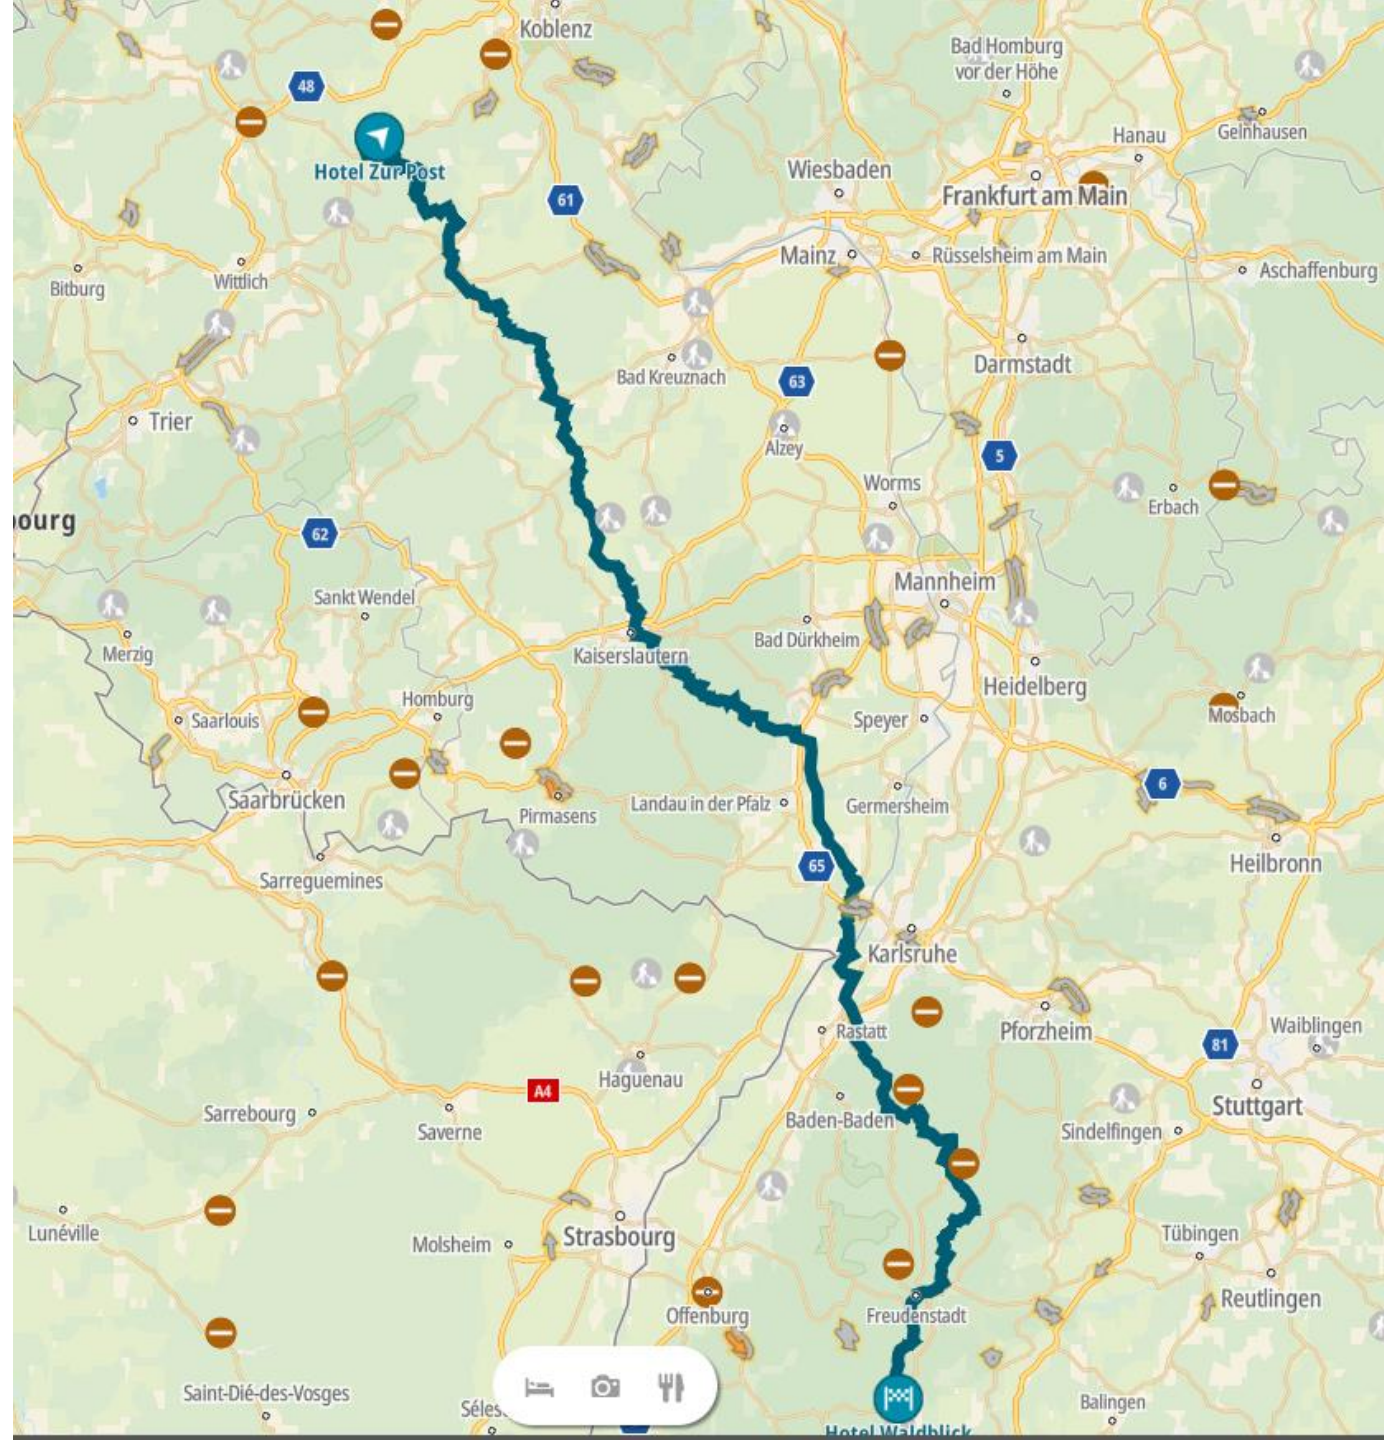 Koblenz
Bad Homburg
vor der Höhe
48
Hanau
Gelnhausen
Hotel Zur Post
Wiesbaden
Frankfurt am Main
61
Mainz
Rüsselsheim am Main
Aschaffenburg
Bitburg
Wittlich
Darmstadt
Bad Kreuznach
63
Trier
Alzey
5
Worms
Erbach
bourg
62
Mannheim
Sankt Wendel
Bad Dürkheim
Merzig
Kaiserslautern
Heidelberg
Homburg
Saarlouis
Speyer
Mosbach
6
Saarbrücken
Pirmasens
Landau in der Pfalz
Germersheim
65
Heilbronn
Sarreguemines
Karlsruhe
Rastatt
Pforzheim
Waiblingen
81
Haguenau
A4
Sarrebourg
Saverne
Baden-Baden
Sindelfingen
Stuttgart
Lunéville
Molsheim
Strasbourg
Tübingen
Reutlingen
Offenburg
Freudenstadt
Saint-Dié-des-Vosges
Séles
Balingen
Hotel Waldblick